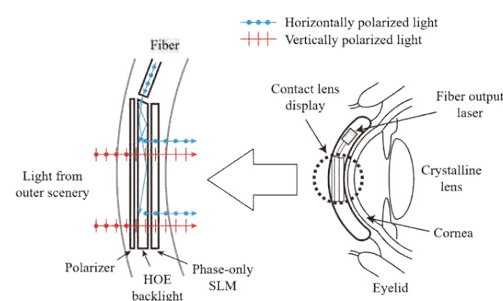 Horizontally polarized light
Vertically polarized light
Fiber
Contact lens
display
Fiber output
laser
Light from
outer scenery
Crystalline
lens
Cornea
Polarizer
HOE
backlight
Phase-only
SLM
Eyelid